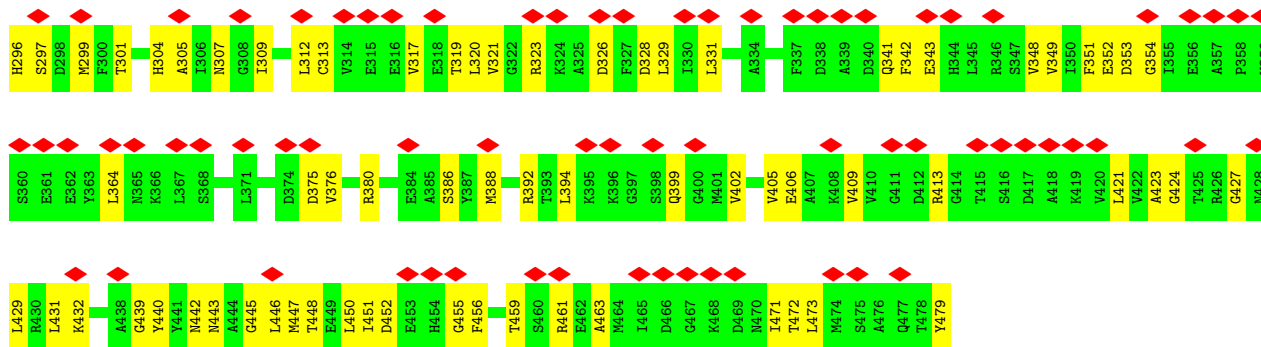 H296 S297 D298 M299 F300 T301 H304 A305 I306 N307 G308 I309 L312 C313 V314 E315 E316 V317 E318 T319 L320 V321 G322 R323 K324 A325 D326 F327 D328 L329 I330 L331 A334 F337 D338 A339 D340 Q341 F342 E343 H344 L345 R346 S347 V348 V349 I350 F351 E352 D353 G354 I355 E356 A357 P358
S360 E361 E362 Y363 L364 N365 K366 L367 S368 L371 D374 D375 V376 R380 E384 A385 S386 Y387 M388 R392 T393 L394 K395 K396 G397 S398 Q399 G400 M401 V402 V405 E406 A407 K408 V409 V410 G411 D412 R413 G414 T415 S416 D417 A418 K419 V420 L421 V422 A423 G424 T425 R426 G427 N428
L429 R430 L431 K432 A438 G439 Y440 Y441 N442 N443 A444 G445 L446 M447 T448 E449 L450 I451 D452 E453 H454 G455 F456 T459 S460 R461 E462 A463 M464 I465 D466 G467 K468 D469 N470 I471 T472 L473 M474 S475 A476 Q477 T478 Y479